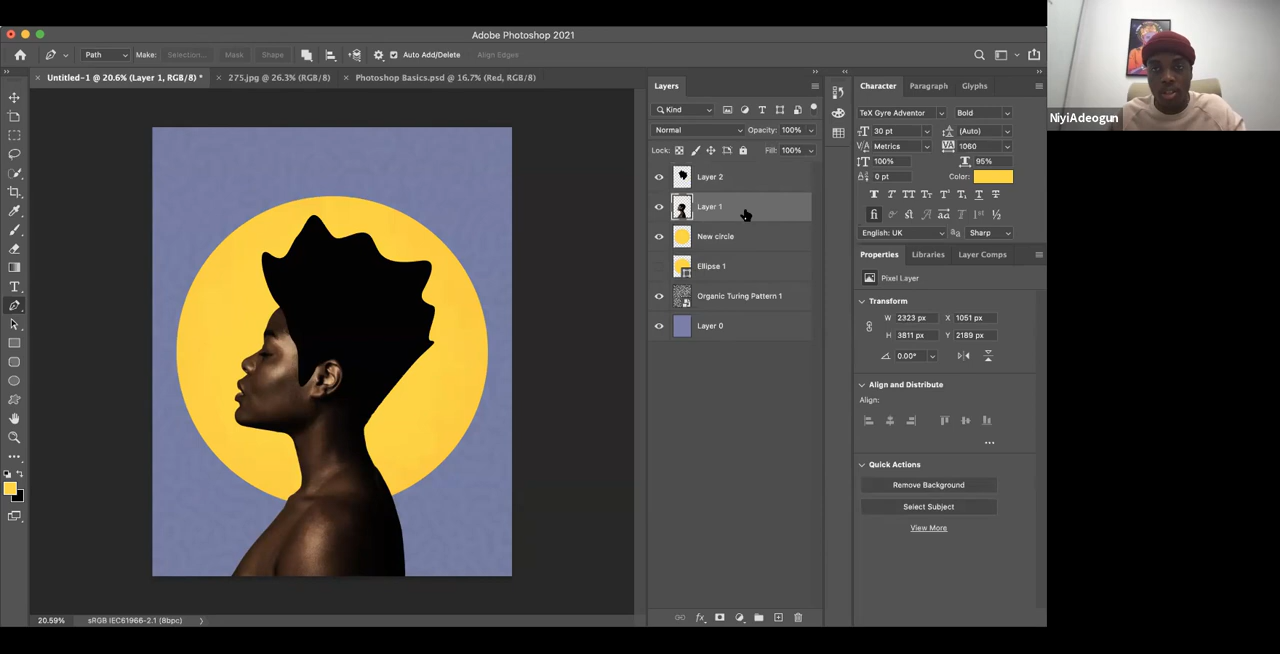 Adobe Photoshop 2021
Path Make: Selection... Mask Shape Auto Add/Delete Align Edges
Untitled-1 @ 20.6% (Layer 1, RGB/8) * 275.jpg @ 26.3% (RGB/8) Photoshop Basics.psd @ 16.7% (Red, RGB/8)
Layers
Kind
Normal Opacity: 100%
Lock: Fill: 100%
Layer 2
Layer 1
New circle
Ellipse 1
Organic Turing Pattern 1
Layer 0
Character Paragraph Glyphs
TeX Gyre Adventor Bold
30 pt (Auto)
Metrics 1060
100% 95%
0 pt Color:
English: UK Sharp
Properties Libraries Layer Comps
Pixel Layer
Transform
W 2323 px X 1051 px
H 3811 px Y 2189 px
0.00°
Align and Distribute
Align:
Quick Actions
Remove Background
Select Subject
View More
20.59% sRGB IEC61966-2.1 (8bpc)
NiyiAdeogun